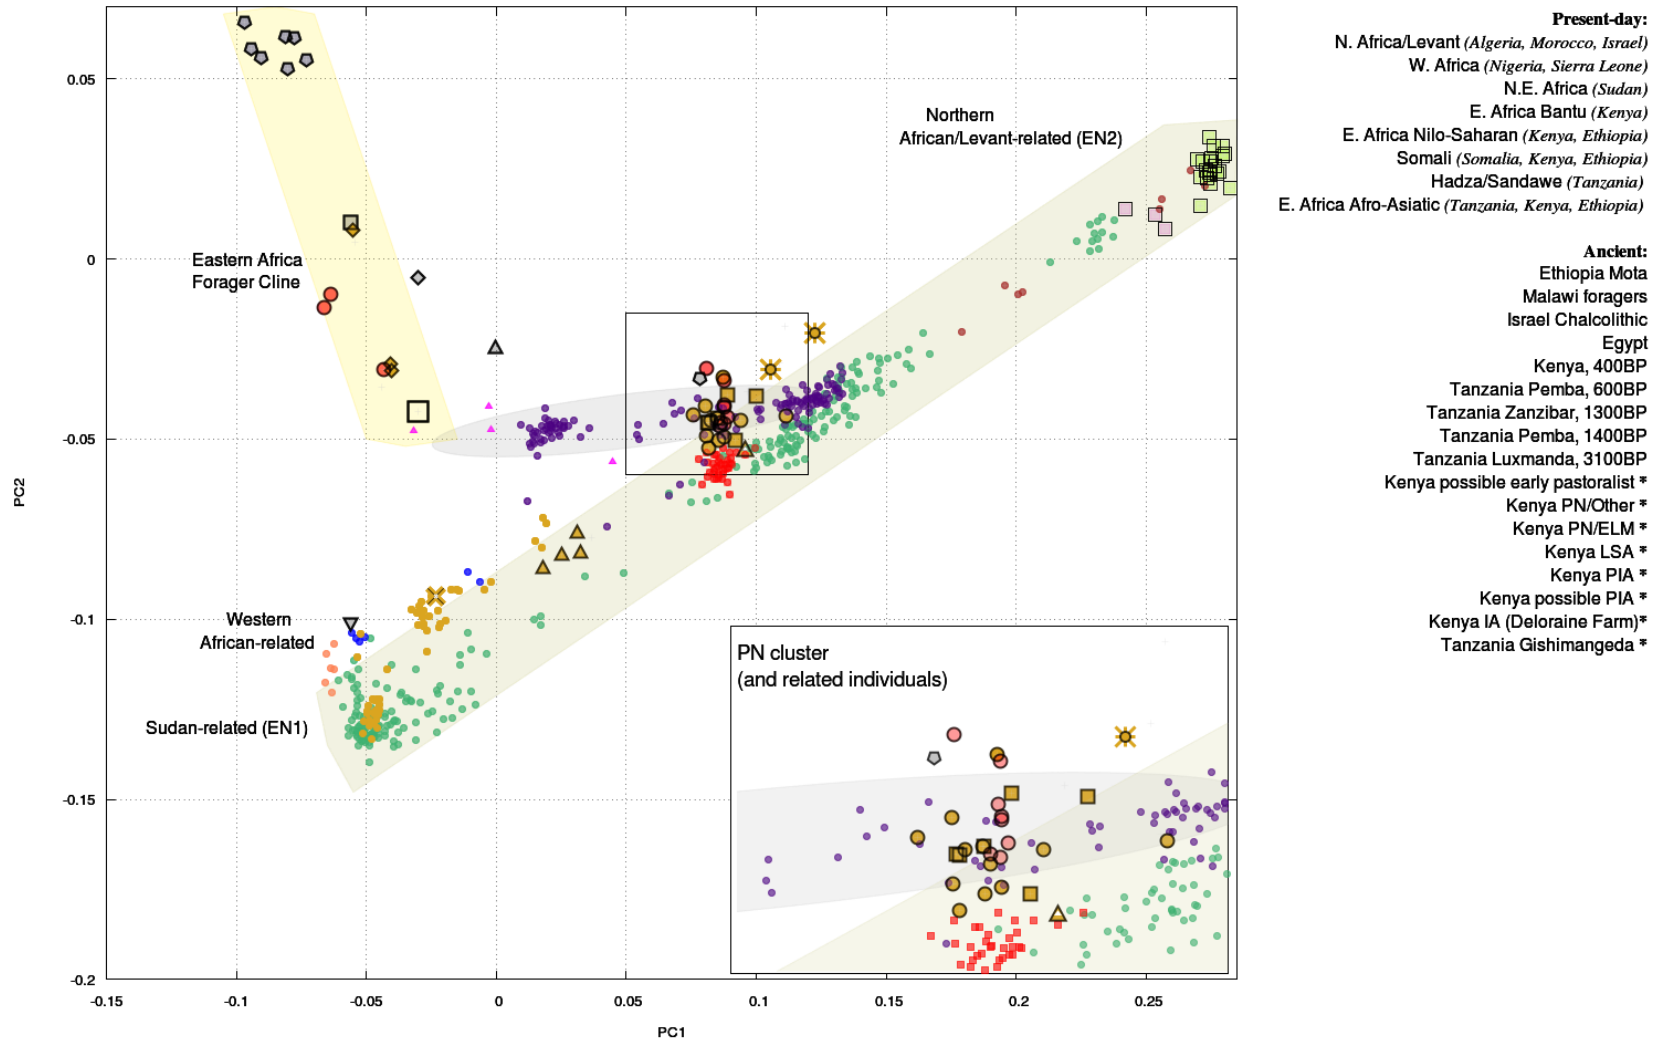 0.05
0
-0.05
-0.1
-0.15
-0.2
-0.15
-0.1
-0.05
0
0.05
0.1
0.15
0.2
0.25
PC2
PC1
Northern
African/Levant-related (EN2)
Eastern Africa
Forager Cline
Western
African-related
Sudan-related (EN1)
PN cluster
(and related individuals)
Present-day:
N. Africa/Levant (Algeria, Morocco, Israel)
W. Africa (Nigeria, Sierra Leone)
N.E. Africa (Sudan)
E. Africa Bantu (Kenya)
E. Africa Nilo-Saharan (Kenya, Ethiopia)
Somali (Somalia, Kenya, Ethiopia)
Hadza/Sandawe (Tanzania)
E. Africa Afro-Asiatic (Tanzania, Kenya, Ethiopia)
Ancient:
Ethiopia Mota
Malawi foragers
Israel Chalcolithic
Egypt
Kenya, 400BP
Tanzania Pemba, 600BP
Tanzania Zanzibar, 1300BP
Tanzania Pemba, 1400BP
Tanzania Luxmanda, 3100BP
Kenya possible early pastoralist *
Kenya PN/Other *
Kenya PN/ELM *
Kenya LSA *
Kenya PIA *
Kenya possible PIA *
Kenya IA (Deloraine Farm)*
Tanzania Gishimangeda *